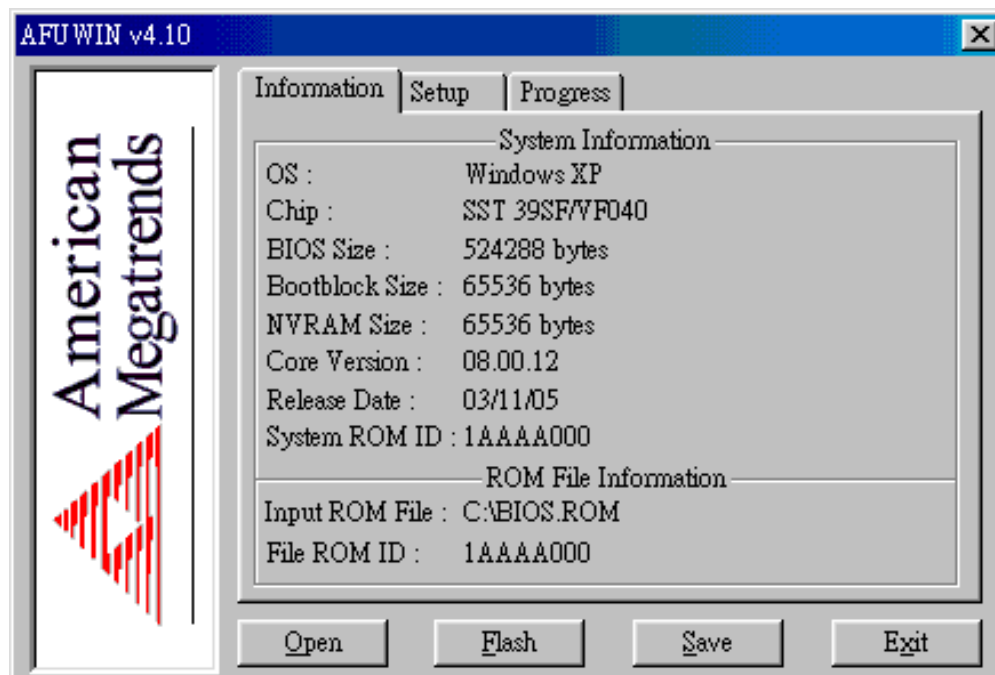 AFUWIN v4.10
American
Megatrends
Information
Setup
Progress
System Information
OS : Windows XP
Chip : SST 39SF/VF040
BIOS Size : 524288 bytes
Bootblock Size : 65536 bytes
NVRAM Size : 65536 bytes
Core Version : 08.00.12
Release Date : 03/11/05
System ROM ID : 1AAAA000
ROM File Information
Input ROM File : C:\BIOS.ROM
File ROM ID : 1AAAA000
Open
Flash
Save
Exit